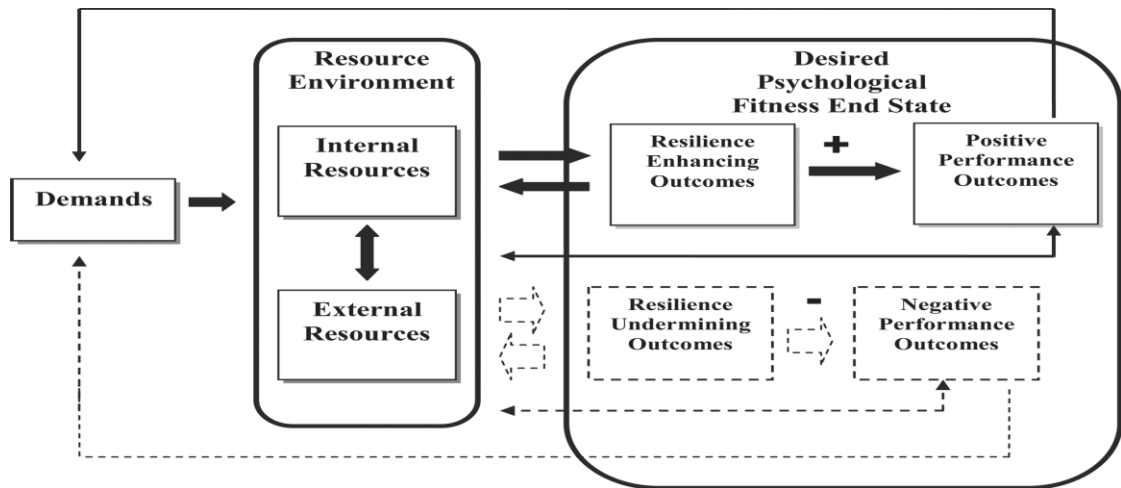 Demands
Resource
Environment
Internal
Resources
External
Resources
Desired
Psychological
Fitness End State
Resilience
Enhancing
Outcomes
+
Positive
Performance
Outcomes
Resilience
Undermining
Outcomes
-
Negative
Performance
Outcomes